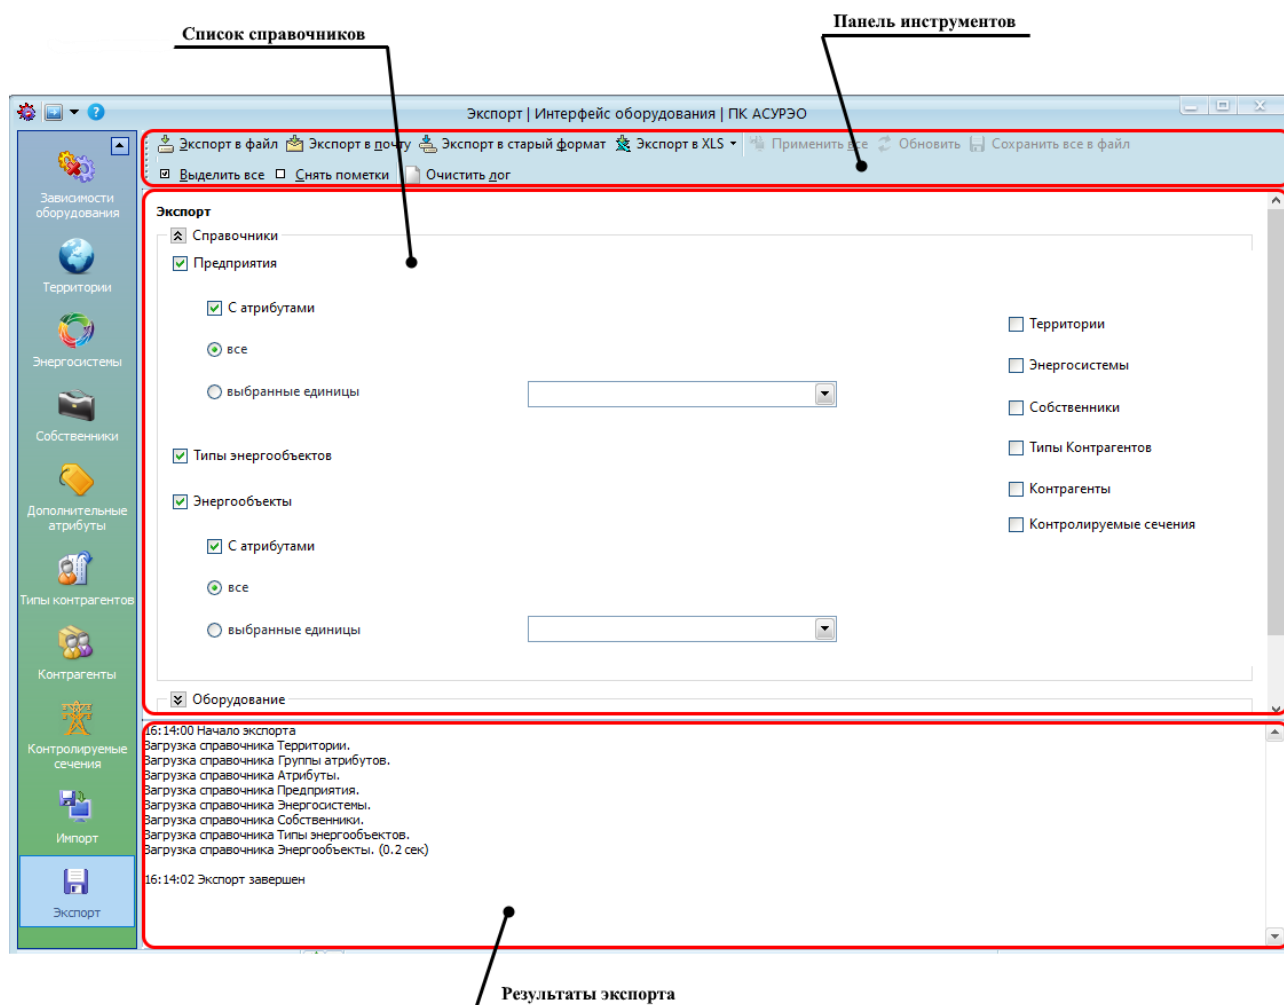 Список справочников
Панель инструментов
Экспорт | Интерфейс оборудования | ПК АСУРЭО
Экспорт в файл Экспорт в почту Экспорт в старый формат Экспорт в XLS Применить все Обновить Сохранить все в файл
Выделить все Снять пометки Очистить лог
Зависимости
оборудования
Территории
Энергосистемы
Собственники
Дополнительные
атрибуты
Типы контрагентов
Контрагенты
Контролируемые
сечения
Импорт
Экспорт
Экспорт
Справочники
Предприятия
С атрибутами
все
выбранные единицы
Типы энергообъектов
Энергообъекты
С атрибутами
все
выбранные единицы
Территории
Энергосистемы
Собственники
Типы Контрагентов
Контрагенты
Контролируемые сечения
Оборудование
16:14:00 Начало экспорта
Загрузка справочника Территории.
Загрузка справочника Группы атрибутов.
Загрузка справочника Атрибуты.
Загрузка справочника Предприятия.
Загрузка справочника Энергосистемы.
Загрузка справочника Собственники.
Загрузка справочника Типы энергообъектов.
Загрузка справочника Энергообъекты. (0.2 сек)
16:14:02 Экспорт завершен
Результаты экспорта